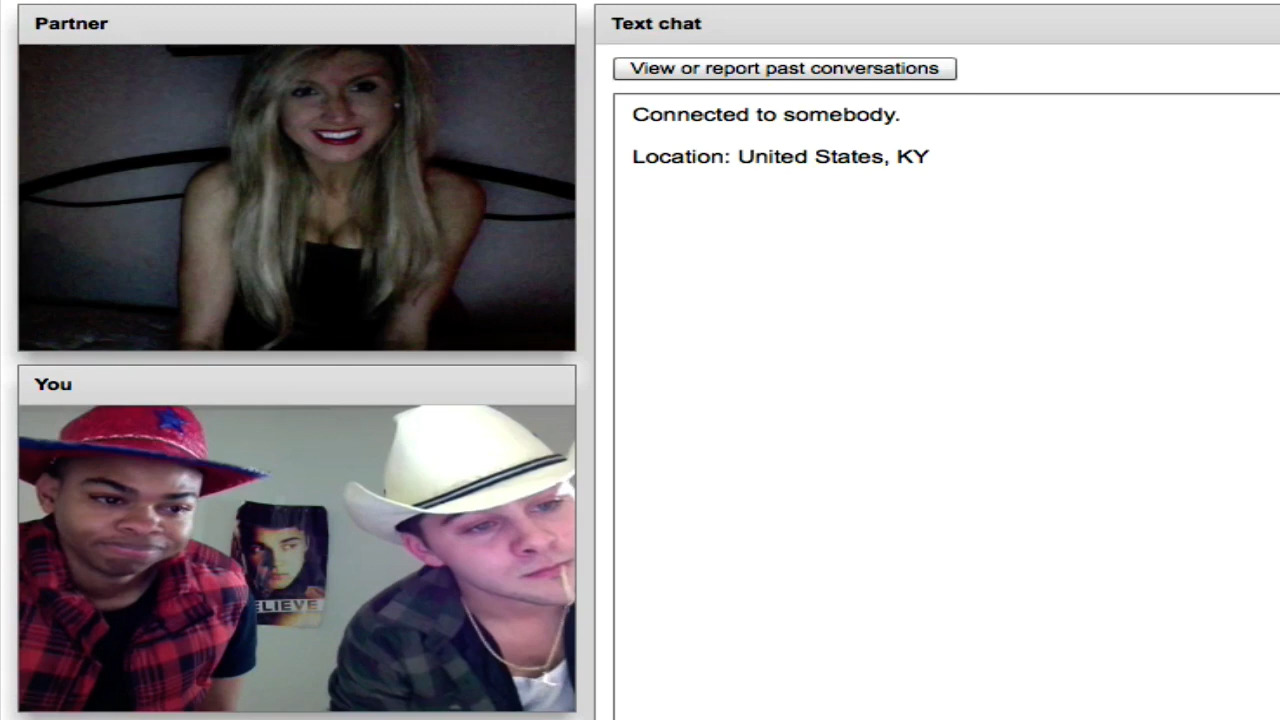 Partner
Text chat
View or report past conversations
Connected to somebody.
Location: United States, KY
You
ELIEVE